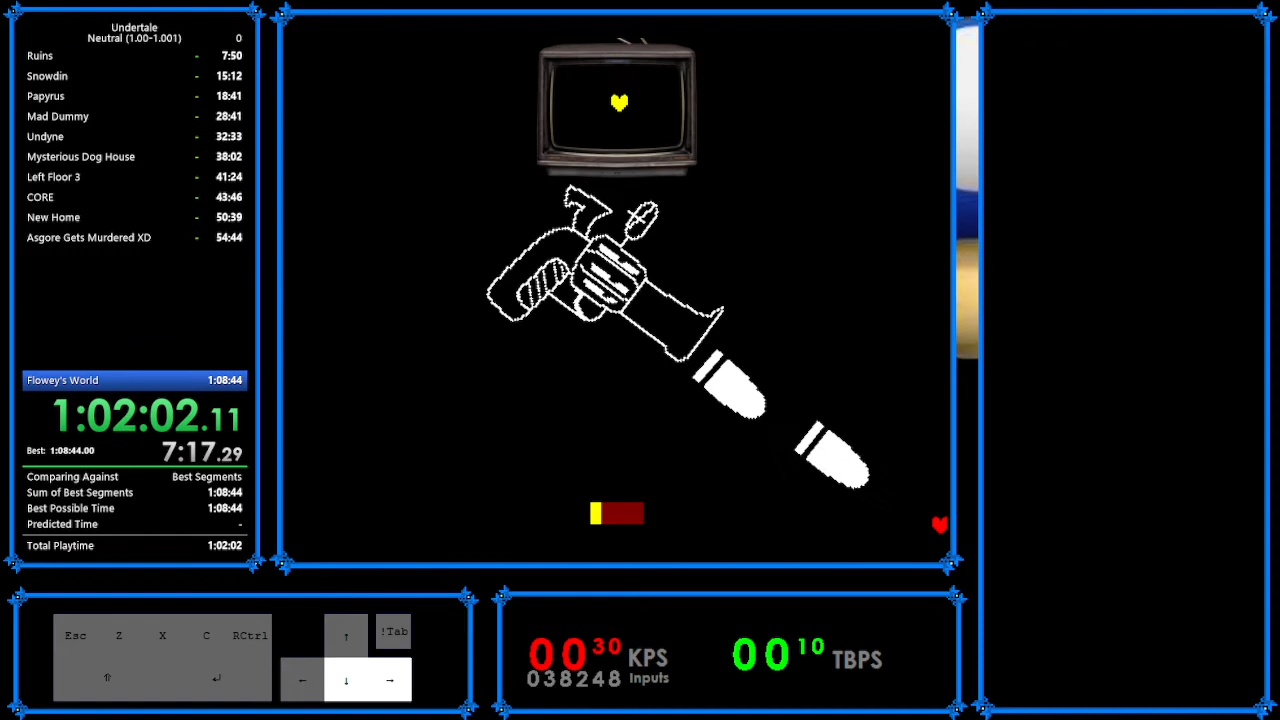 Undertale
Neutral (1.00-1.001) 0
Ruins - 7:50
Snowdin - 15:12
Papyrus - 18:41
Mad Dummy - 28:41
Undyne - 32:33
Mysterious Dog House - 38:02
Left Floor 3 - 41:24
CORE - 43:46
New Home - 50:39
Asgore Gets Murdered XD - 54:44
Flowey's World 1:08:44
1:02:02.11
Best: 1:08:44.00 7:17.29
Comparing Against Best Segments
Sum of Best Segments 1:08:44
Best Possible Time 1:08:44
Predicted Time -
Total Playtime 1:02:02
Esc Z X C RCtrl ↑ !Tab
⇧ ↵ ← ↓ →
00 30 KPS
038248 Inputs
00 10 TBPS